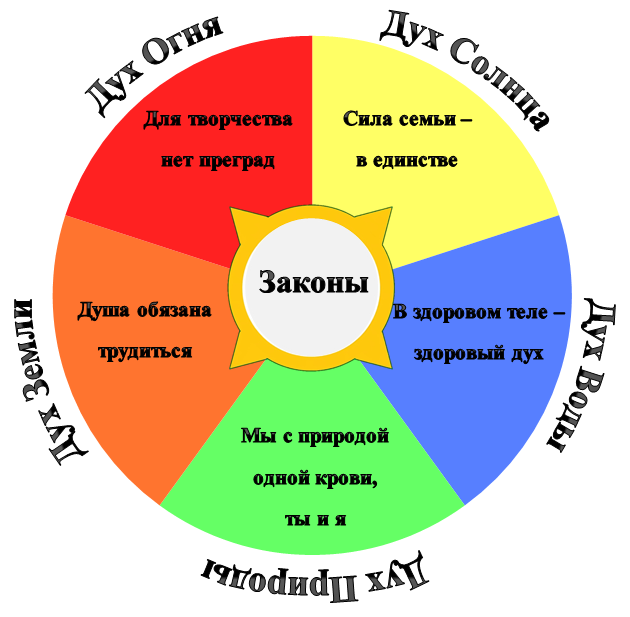 Дух Огня
Дух Солнца
Для творчества
нет преград
Сила семьи –
в единстве
Законы
Душа обязана
трудиться
В здоровом теле –
здоровый дух
Дух Земли
Дух Воды
Мы с природой
одной крови,
ты и я
Дух Природы